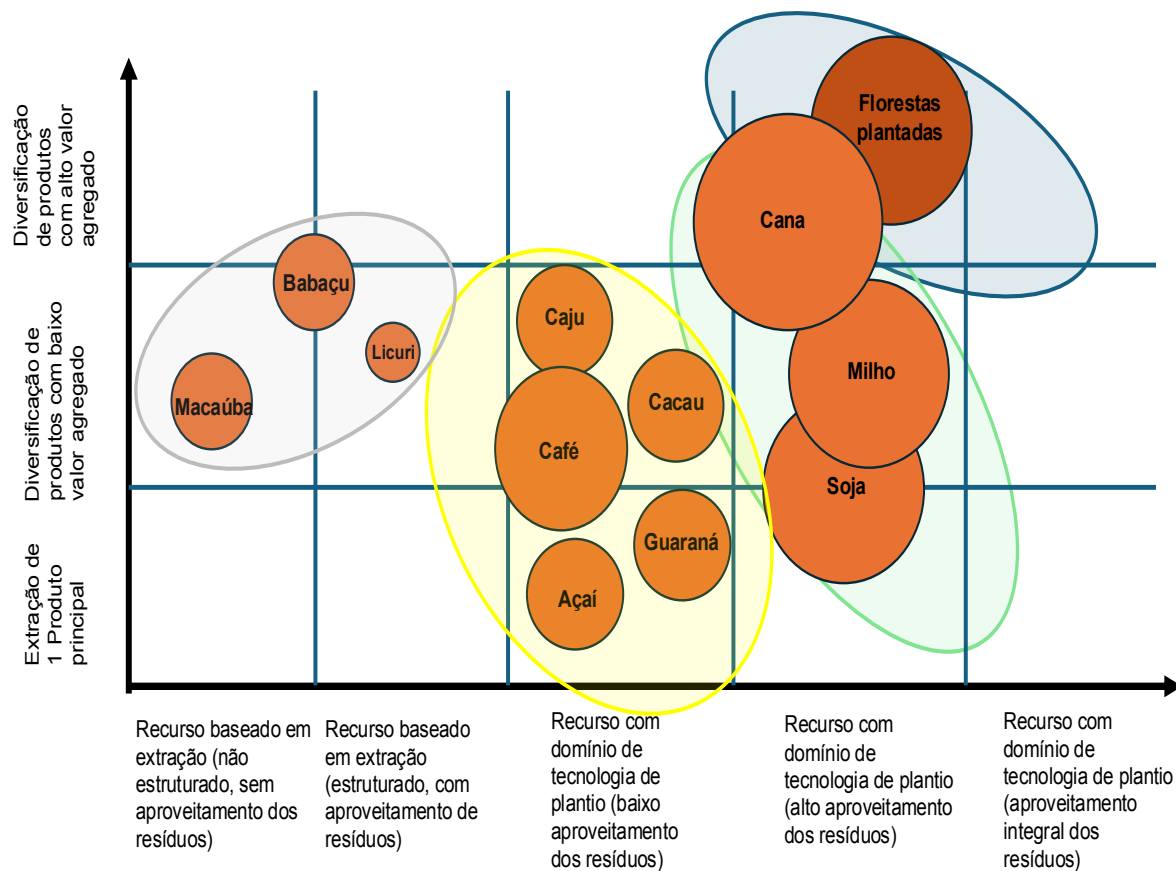 Diversificação
de produtos
com alto valor
agregado
Diversificação de
produtos com baixo
valor agregado
Extração de
1 Produto
principal
Florestas
plantadas
Cana
Babaçu
Caju
Licuri
Milho
Macaúba
Cacau
Café
Soja
Guaraná
Açaí
Recurso baseado em
extração (não
estruturado, sem
aproveitamento dos
resíduos)
Recurso baseado
em extração
(estruturado, com
aproveitamento de
resíduos)
Recurso com
domínio de
tecnologia de
plantio (baixo
aproveitamento
dos resíduos)
Recurso com
domínio de
tecnologia de plantio
(alto aproveitamento
dos resíduos)
Recurso com
domínio de
tecnologia de plantio
(aproveitamento
integral dos
resíduos)